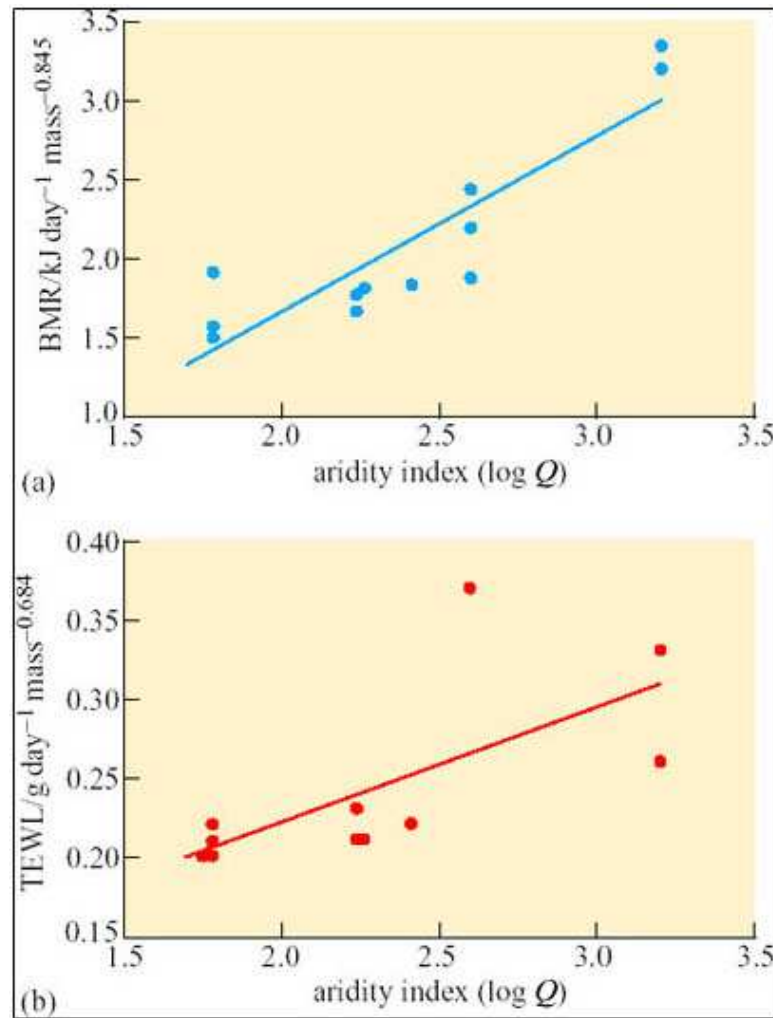 3.5
3.0
2.5
2.0
1.5
1.0
BMR/kJ day⁻¹ mass⁻⁰·⁸⁴⁵
1.5 2.0 2.5 3.0 3.5
aridity index (log Q)
(a)
0.40
0.35
0.30
0.25
0.20
0.15
TEWL/g day⁻¹ mass⁻⁰·⁶⁸⁴
1.5 2.0 2.5 3.0 3.5
aridity index (log Q)
(b)